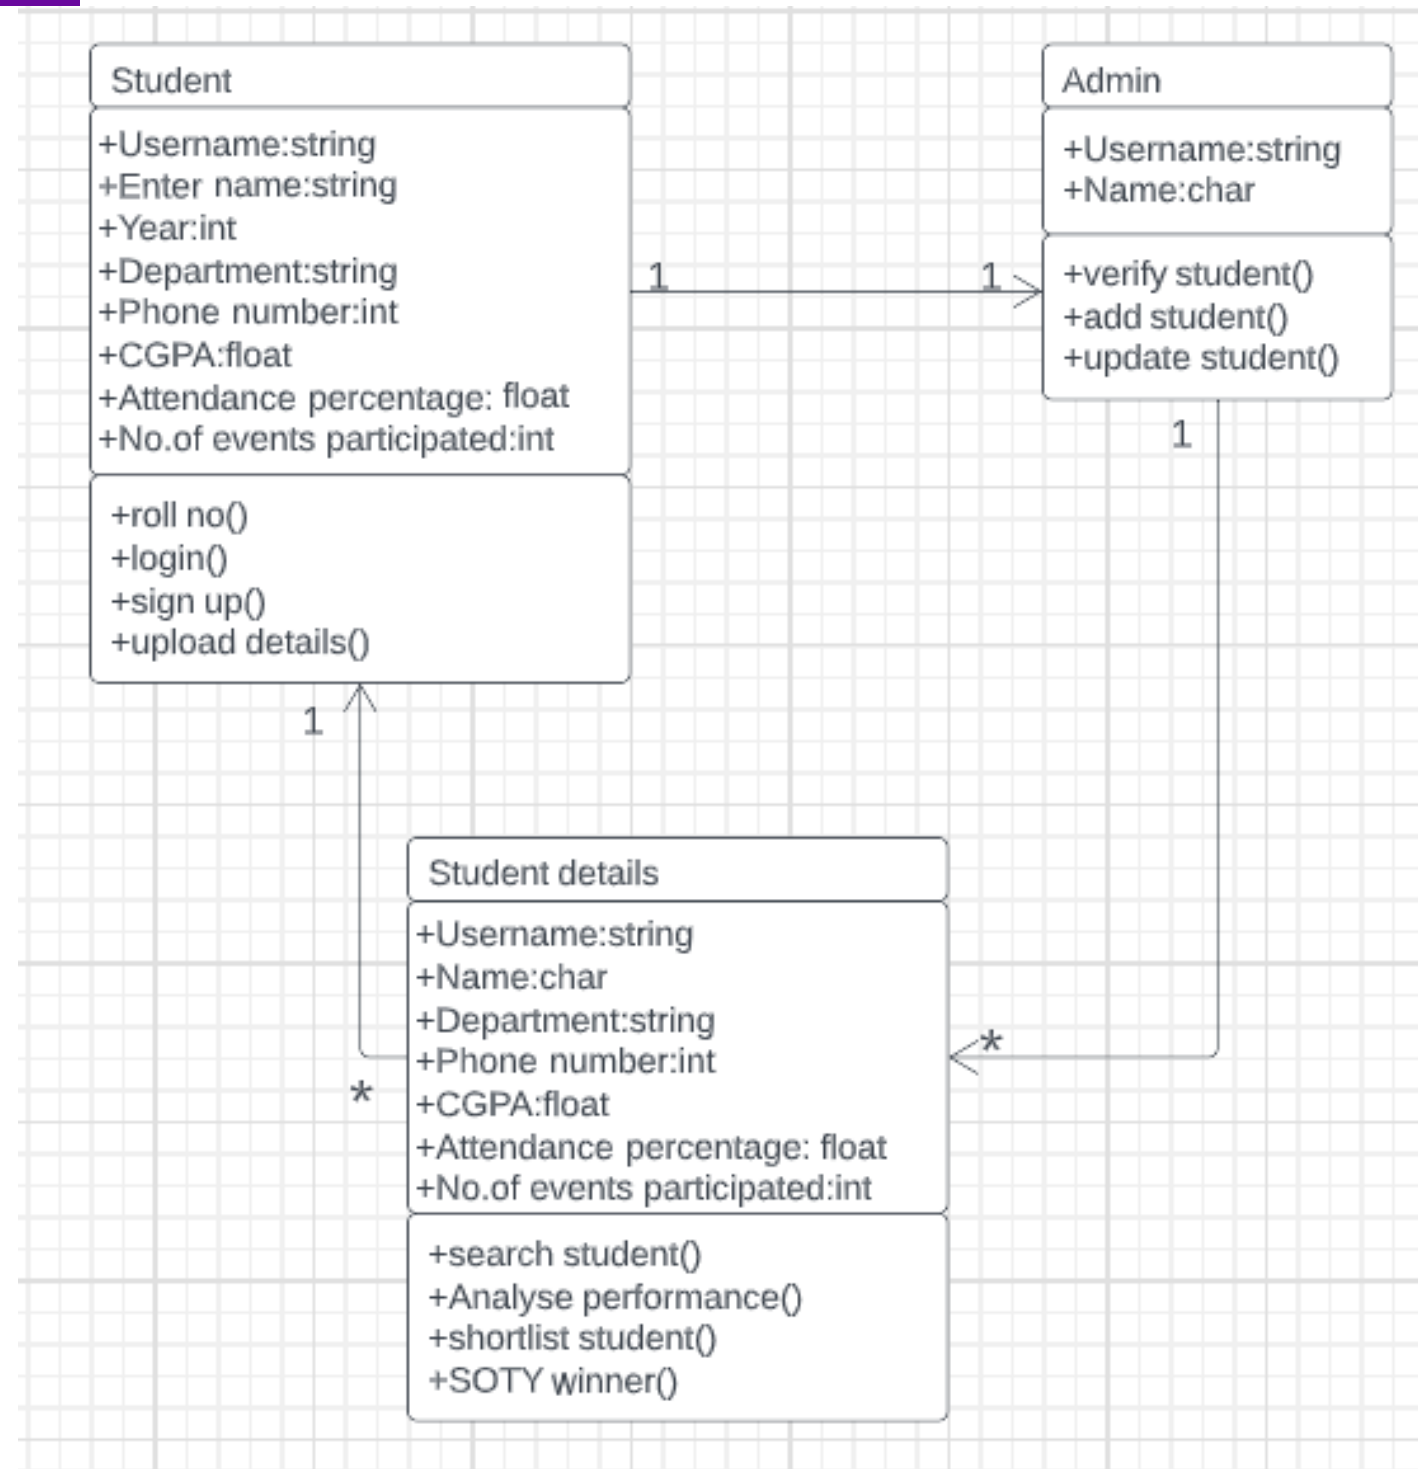 Student
+Username:string
+Enter name:string
+Year:int
+Department:string
+Phone number:int
+CGPA:float
+Attendance percentage: float
+No.of events participated:int
+roll no()
+login()
+sign up()
+upload details()
1
1
Admin
+Username:string
+Name:char
+verify student()
+add student()
+update student()
1
1
*
*
Student details
+Username:string
+Name:char
+Department:string
+Phone number:int
+CGPA:float
+Attendance percentage: float
+No.of events participated:int
+search student()
+Analyse performance()
+shortlist student()
+SOTY winner()